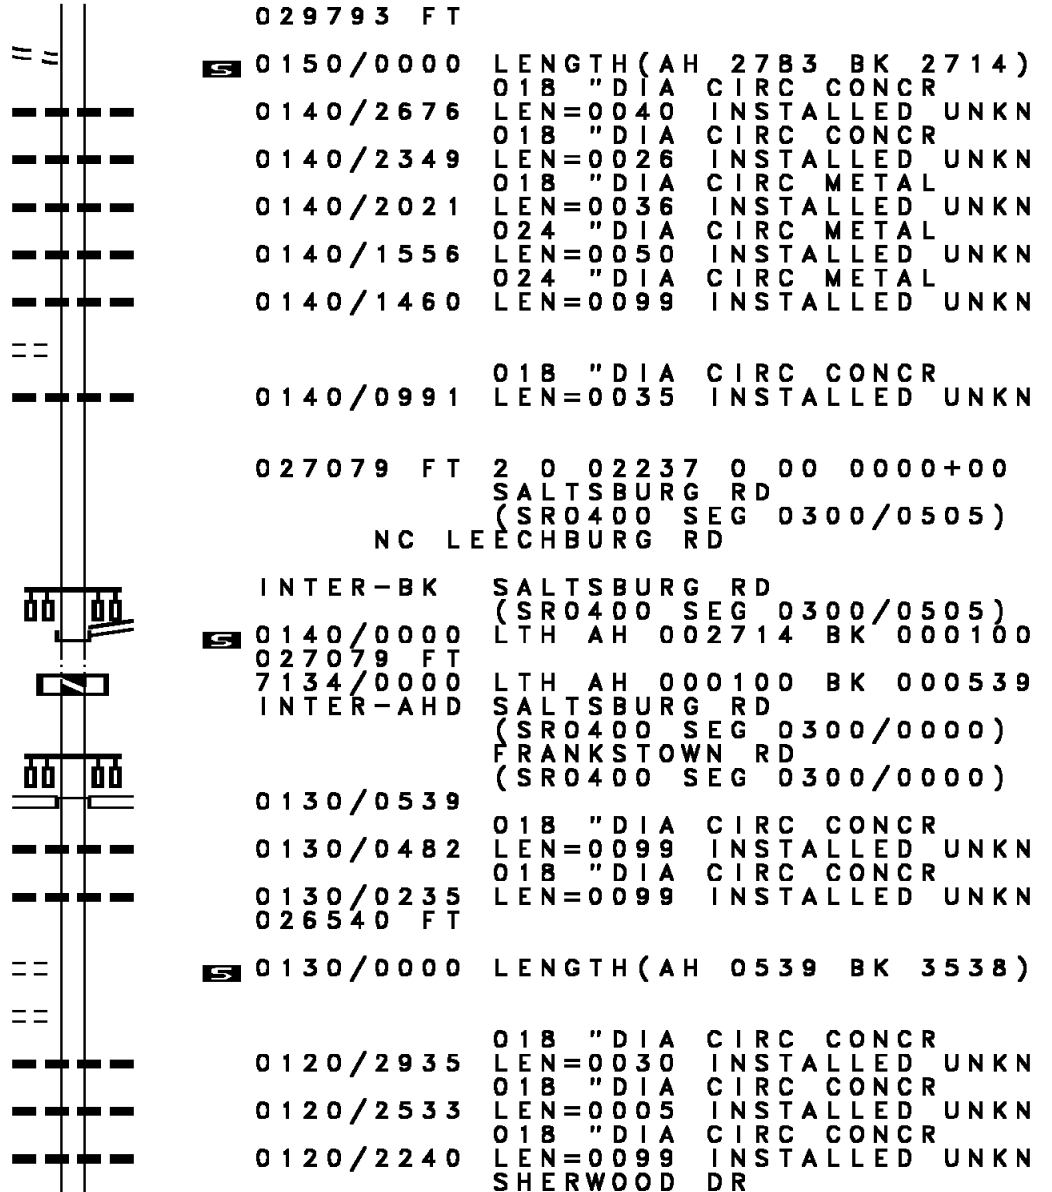 029793 FT
S 0150/0000 LENGTH(AH 2783 BK 2714)
018 "DIA CIRC CONCR
0140/2676 LEN=0040 INSTALLED UNKN
018 "DIA CIRC CONCR
0140/2349 LEN=0026 INSTALLED UNKN
018 "DIA CIRC METAL
0140/2021 LEN=0036 INSTALLED UNKN
024 "DIA CIRC METAL
0140/1556 LEN=0050 INSTALLED UNKN
024 "DIA CIRC METAL
0140/1460 LEN=0099 INSTALLED UNKN
018 "DIA CIRC CONCR
0140/0991 LEN=0035 INSTALLED UNKN
027079 FT 2 0 02237 0 00 0000+00
SALTSBURG RD
(SR0400 SEG 0300/0505)
NC LEECHBURG RD
INTER-BK SALTSBURG RD
(SR0400 SEG 0300/0505)
S 0140/0000 LTH AH 002714 BK 000100
027079 FT
7134/0000 LTH AH 000100 BK 000539
INTER-AHD SALTSBURG RD
(SR0400 SEG 0300/0000)
FRANKSTOWN RD
(SR0400 SEG 0300/0000)
0130/0539
018 "DIA CIRC CONCR
0130/0482 LEN=0099 INSTALLED UNKN
018 "DIA CIRC CONCR
0130/0235 LEN=0099 INSTALLED UNKN
026540 FT
S 0130/0000 LENGTH(AH 0539 BK 3538)
018 "DIA CIRC CONCR
0120/2935 LEN=0030 INSTALLED UNKN
018 "DIA CIRC CONCR
0120/2533 LEN=0005 INSTALLED UNKN
018 "DIA CIRC CONCR
0120/2240 LEN=0099 INSTALLED UNKN
SHERWOOD DR